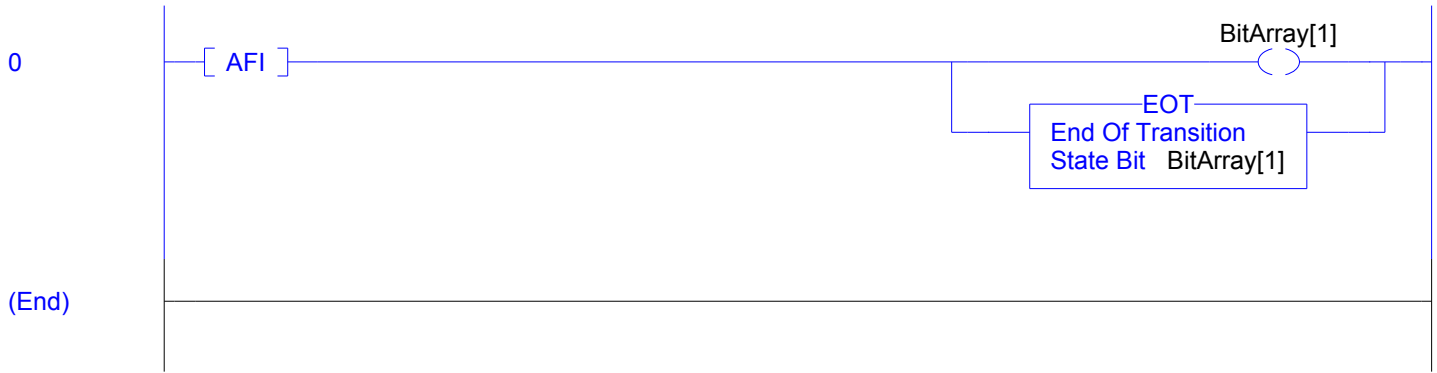 BitArray[1]
0
AFI
EOT
End Of Transition
State Bit BitArray[1]
(End)